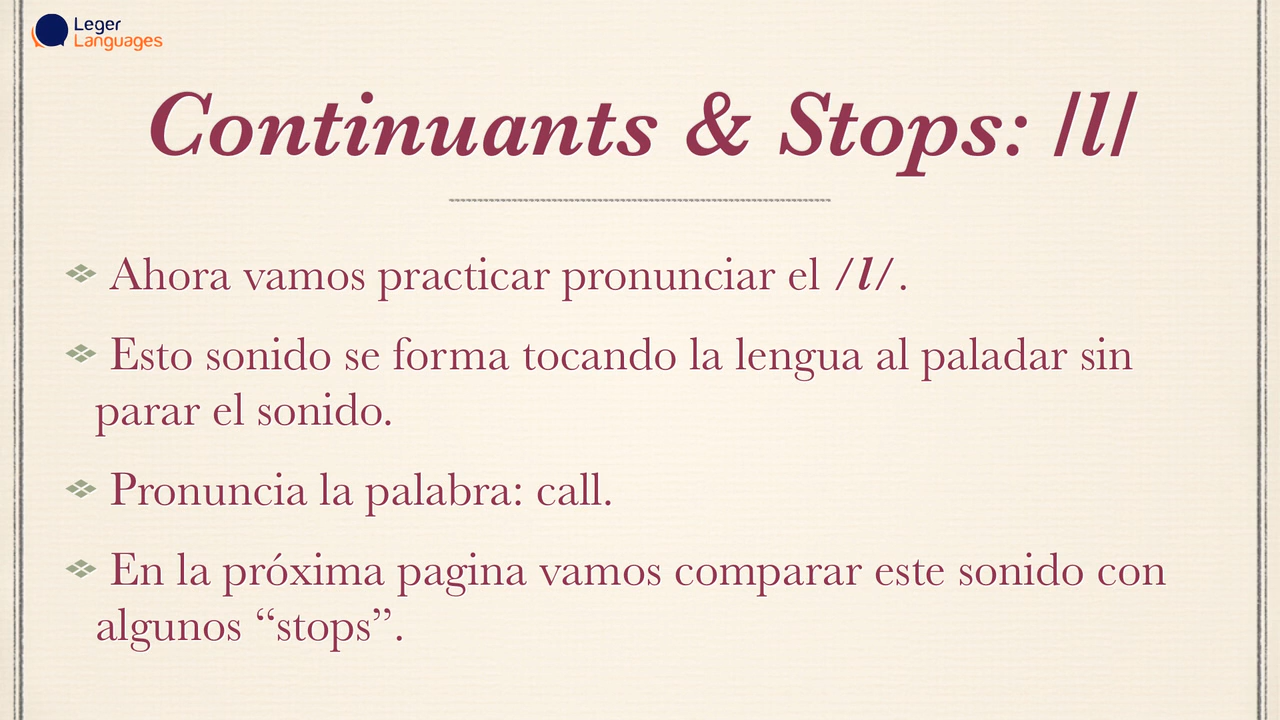 Leger
Languages
Continuants & Stops: /l/
Ahora vamos practicar pronunciar el /l/.
Esto sonido se forma tocando la lengua al paladar sin
parar el sonido.
Pronuncia la palabra: call.
En la próxima pagina vamos comparar este sonido con
algunos “stops”.